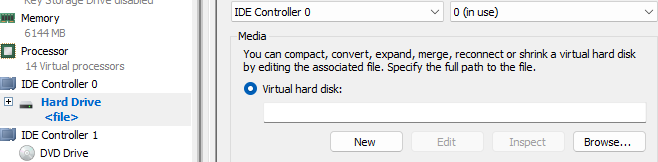 Key Storage Drive disabled
Memory
6144 MB
Processor
14 Virtual processors
IDE Controller 0
Hard Drive
<file>
IDE Controller 1
DVD Drive
IDE Controller 0
0 (in use)
Media
You can compact, convert, expand, merge, reconnect or shrink a virtual hard disk
by editing the associated file. Specify the full path to the file.
Virtual hard disk:
New
Edit
Inspect
Browse...